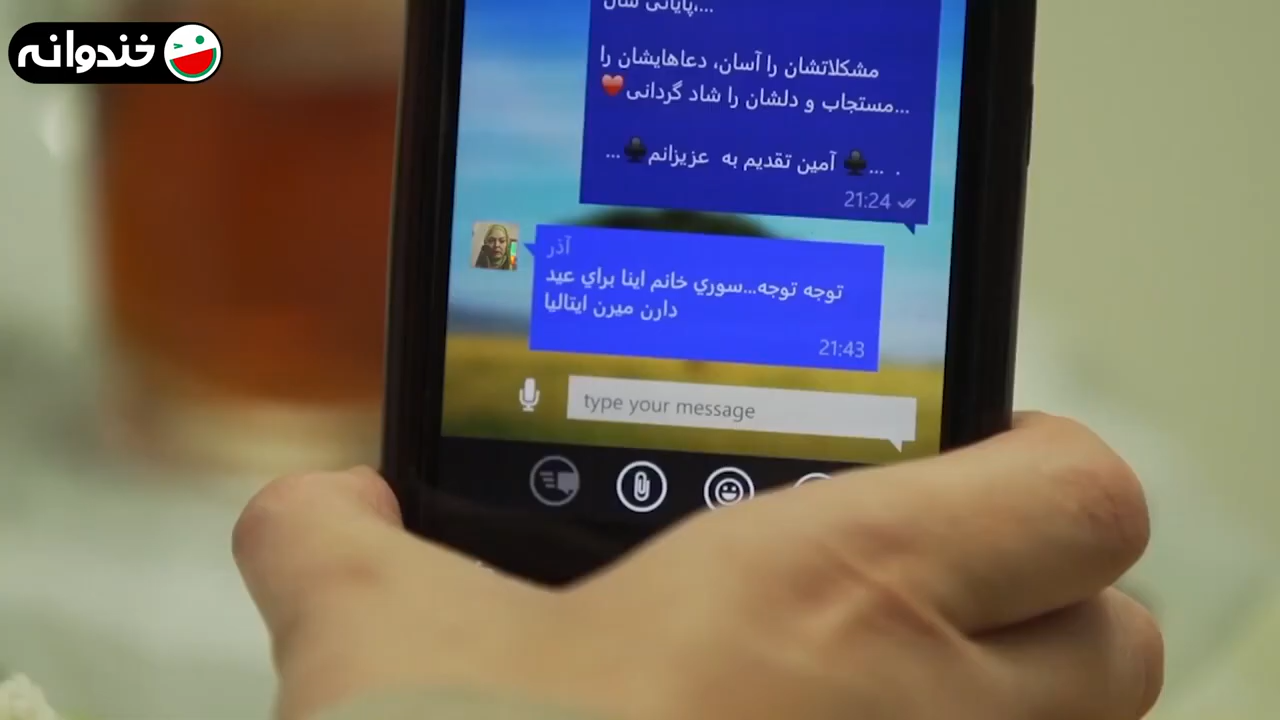 خندوانه
...،پایانی شان
مشکلاتشان را آسان، دعاهایشان را
مستجاب و دلشان را شاد گردانی...
. ... آمین تقدیم به عزیزانم ...
21:24
آذر
توجه توجه...سوري خانم اينا براي عيد
دارن ميرن ايتاليا
21:43
type your message